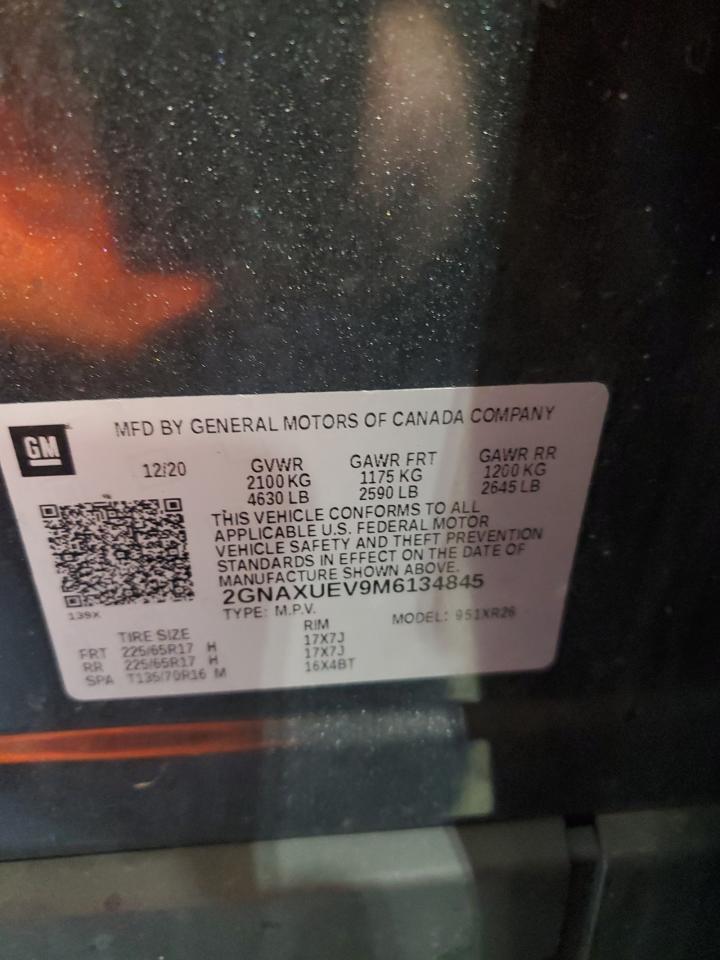 GM
MFD BY GENERAL MOTORS OF CANADA COMPANY
12/20 GVWR GAWR FRT GAWR RR
2100 KG 1175 KG 1200 KG
4630 LB 2590 LB 2645 LB
THIS VEHICLE CONFORMS TO ALL
APPLICABLE U.S. FEDERAL MOTOR
VEHICLE SAFETY AND THEFT PREVENTION
STANDARDS IN EFFECT ON THE DATE OF
MANUFACTURE SHOWN ABOVE.
2GNAXUEV9M6134845
139X TYPE: M.P.V. MODEL: 951XR26
TIRE SIZE RIM
FRT 225/65R17 H 17X7J
RR 225/65R17 H 17X7J
SPA T135/70R16 M 16X4BT